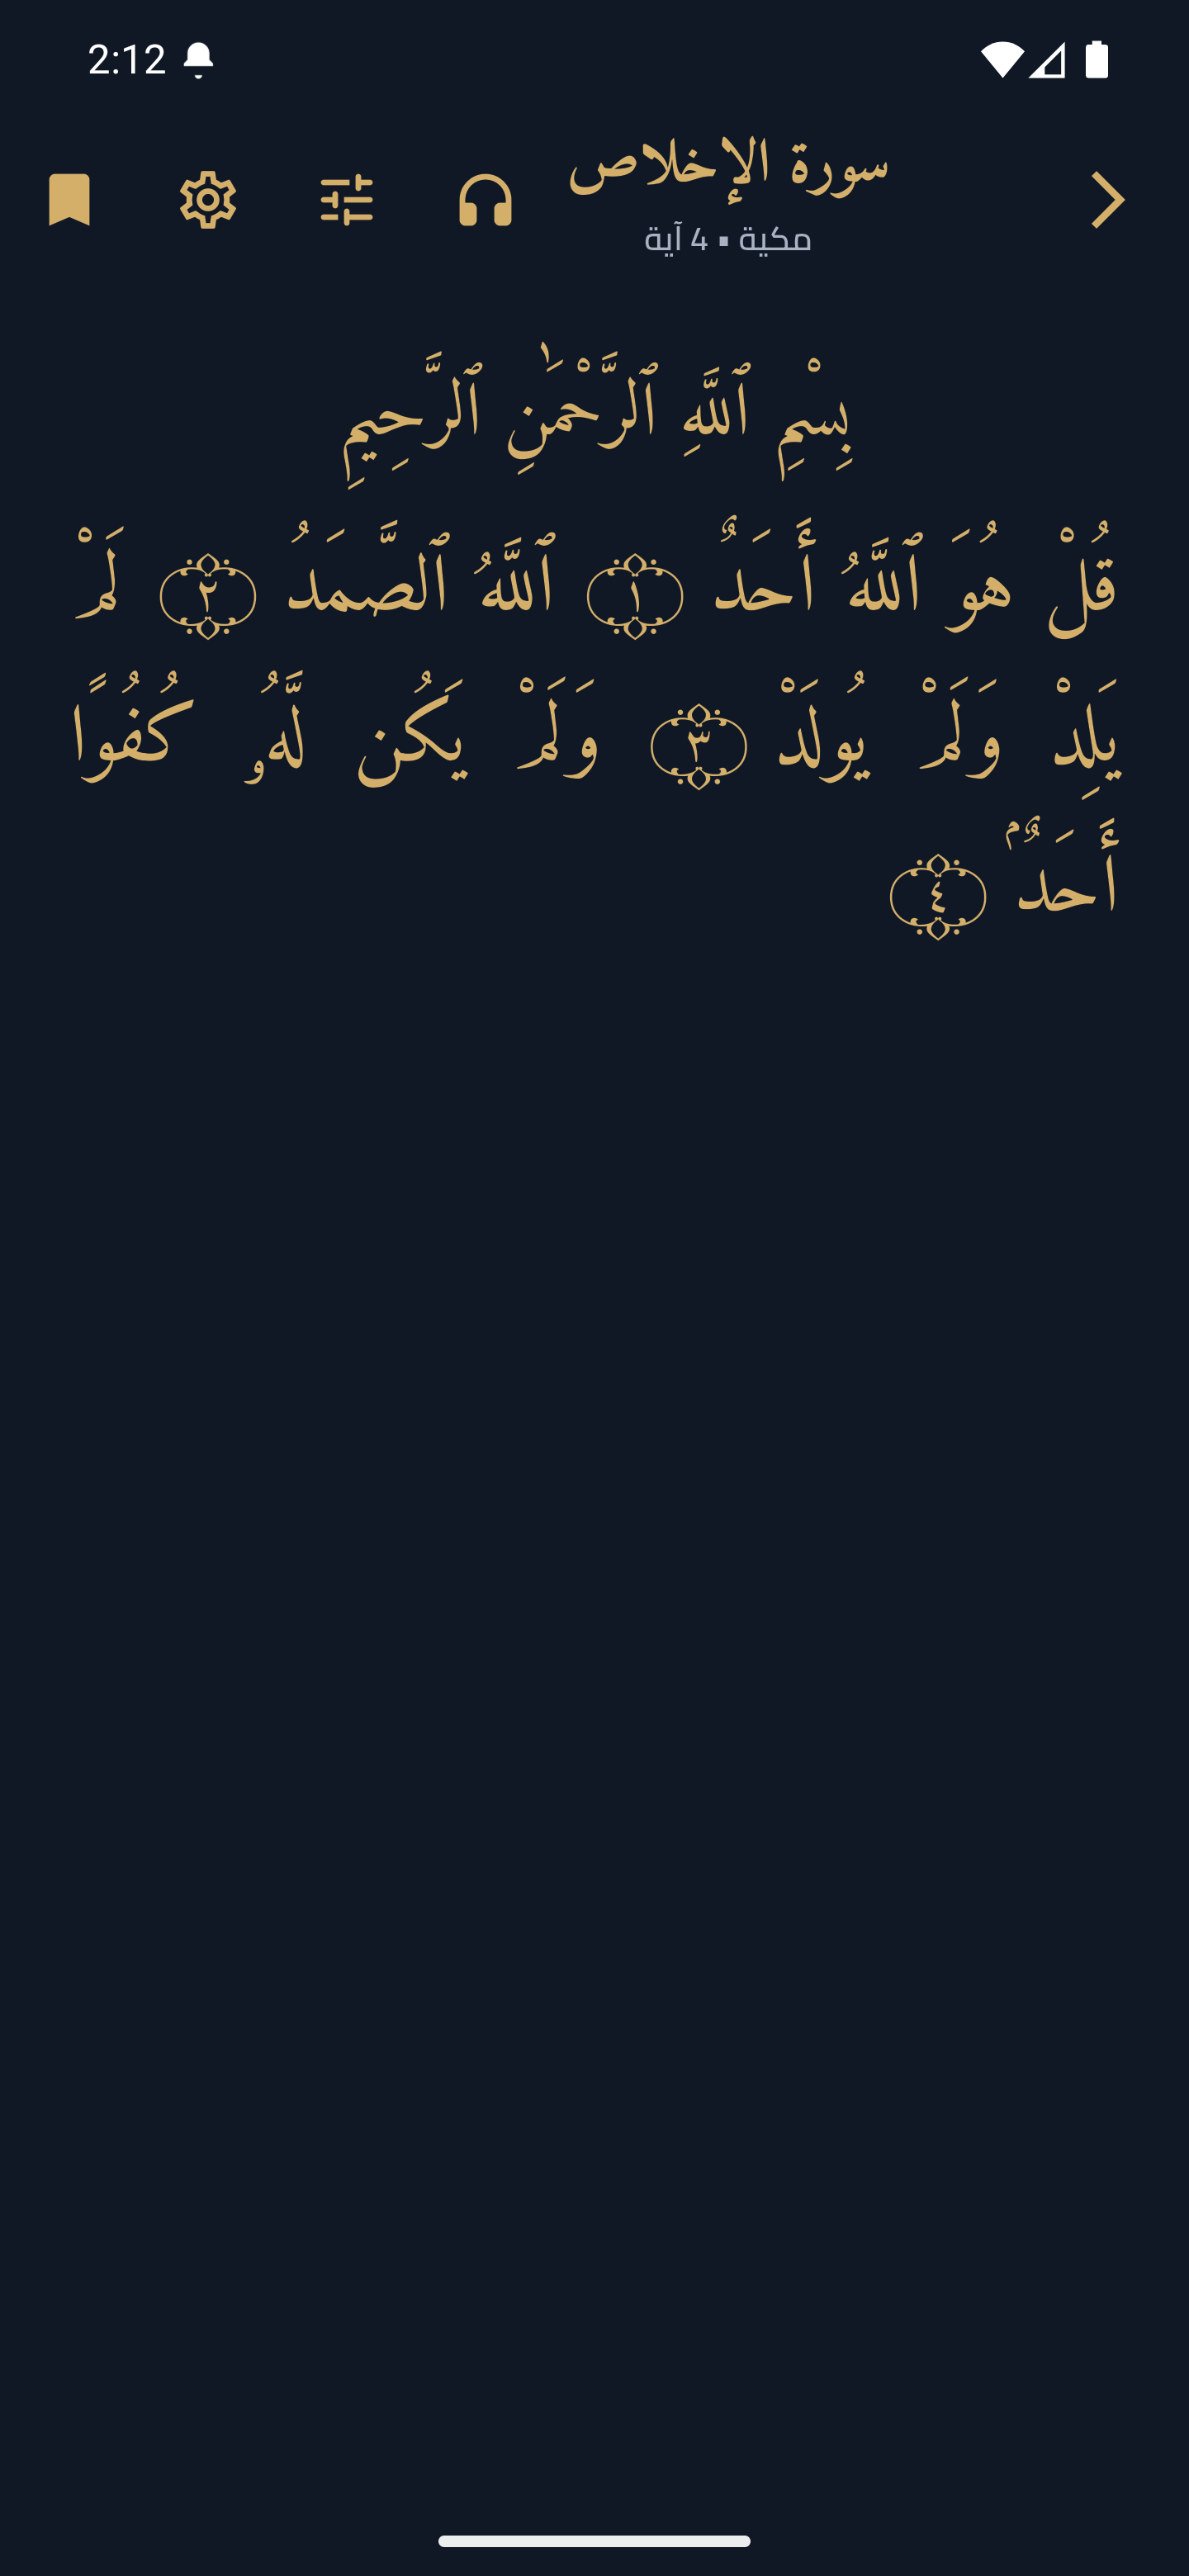 2:12
سورة الإخلاص
مكية ▪ 4 آية
بِسْمِ ٱللَّهِ ٱلرَّحْمَٰنِ ٱلرَّحِيمِ
قُلْ هُوَ ٱللَّهُ أَحَدٌ ١ ٱللَّهُ ٱلصَّمَدُ ٢ لَمْ
يَلِدْ وَلَمْ يُولَدْ ٣ وَلَمْ يَكُن لَّهُۥ كُفُوًا
أَحَدٌۢ ٤